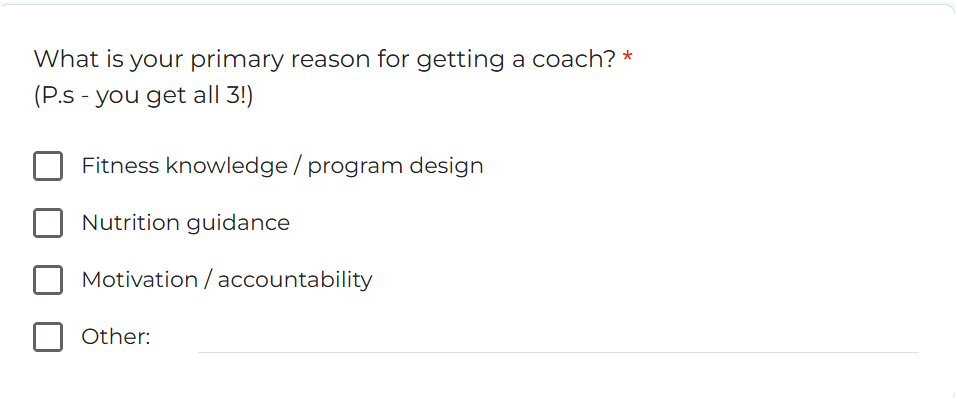 What is your primary reason for getting a coach? *
(P.s - you get all 3!)
Fitness knowledge / program design
Nutrition guidance
Motivation / accountability
Other: